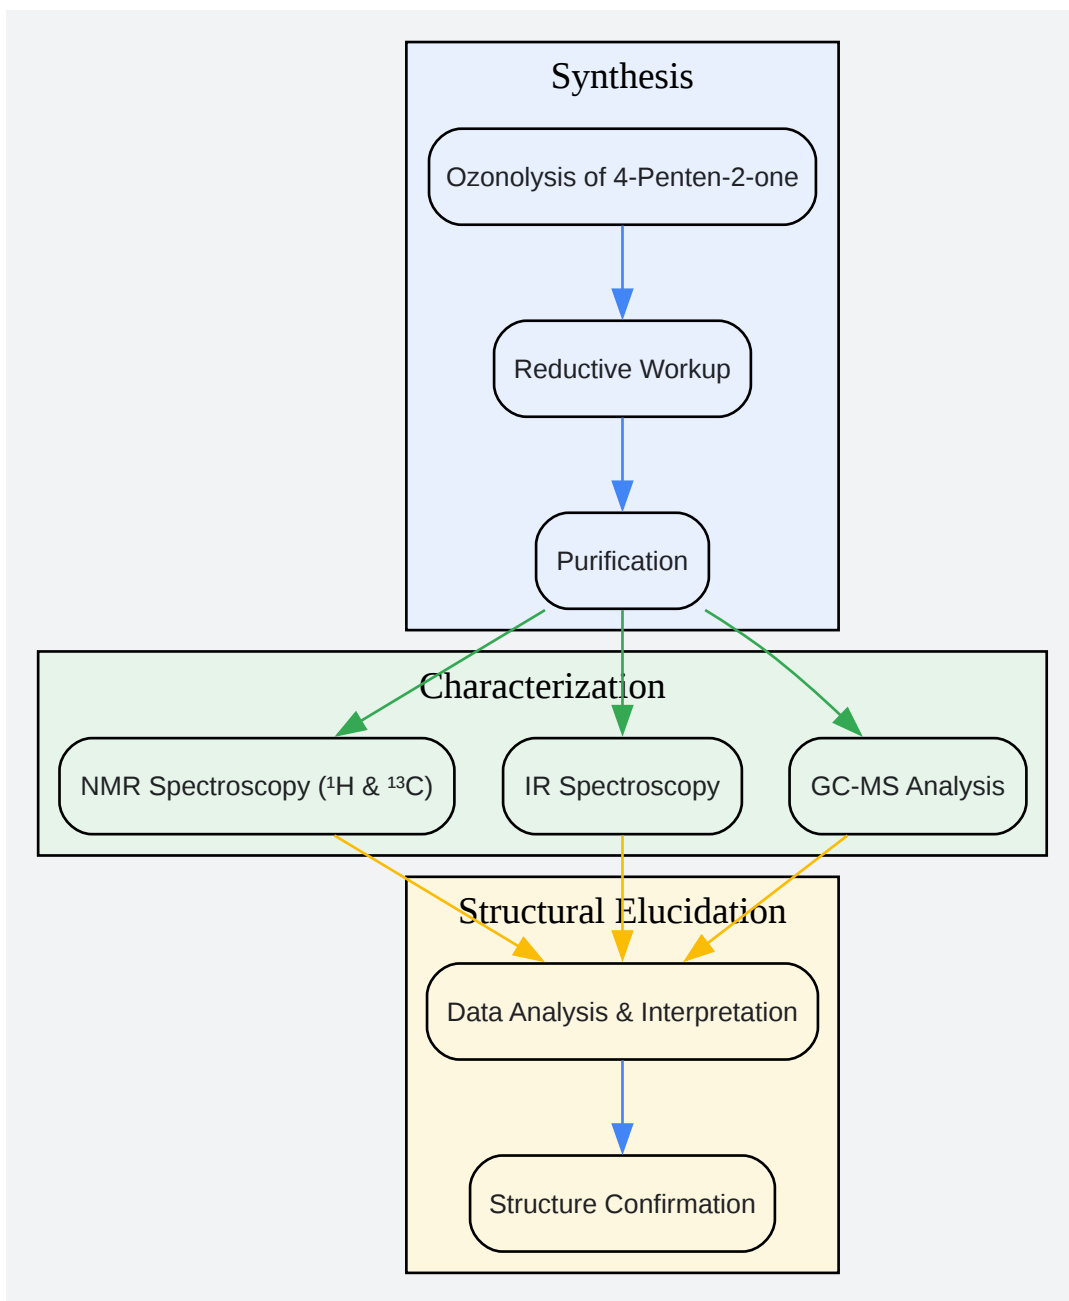 Synthesis
Ozonolysis of 4-Penten-2-one
Reductive Workup
Purification
Characterization
NMR Spectroscopy (¹H & ¹³C)
IR Spectroscopy
GC-MS Analysis
Structural Elucidation
Data Analysis & Interpretation
Structure Confirmation